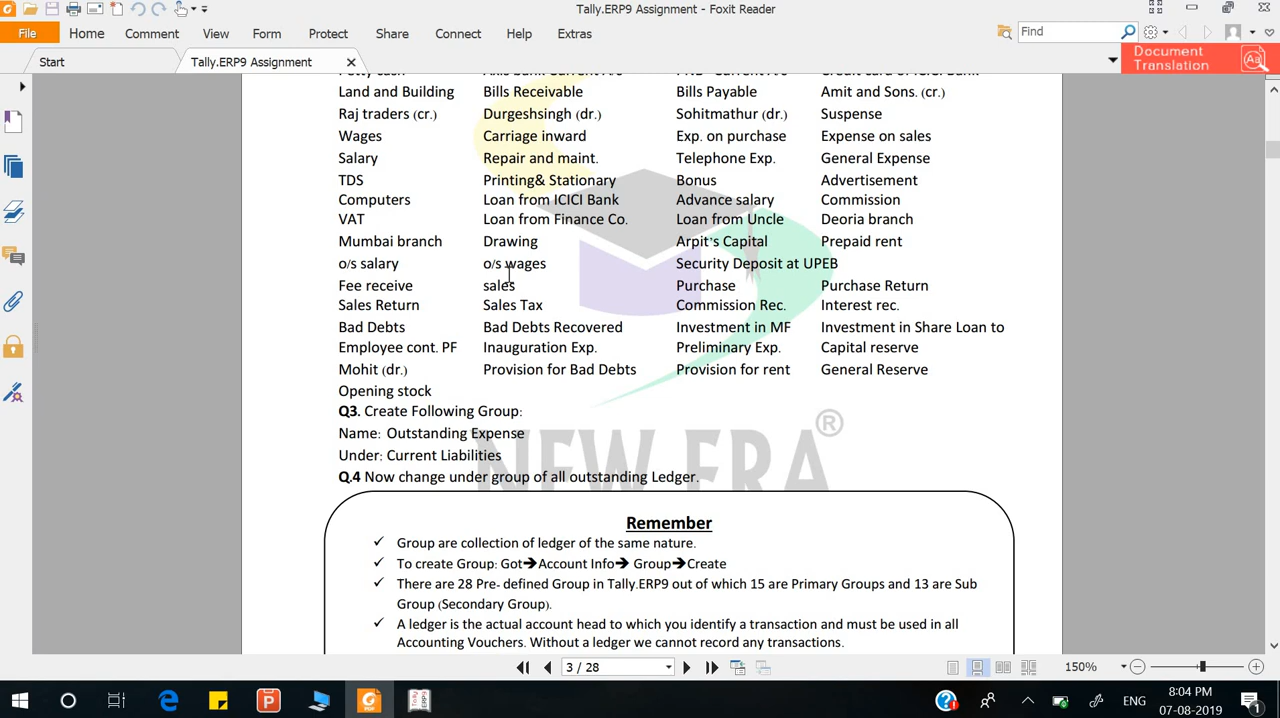 Tally.ERP9 Assignment - Foxit Reader
File Home Comment View Form Protect Share Connect Help Extras Find
Start Tally.ERP9 Assignment Document Translation
Land and Building Bills Receivable Bills Payable Amit and Sons. (cr.)
Raj traders (cr.) Durgeshsingh (dr.) Sohitmathur (dr.) Suspense
Wages Carriage inward Exp. on purchase Expense on sales
Salary Repair and maint. Telephone Exp. General Expense
TDS Printing& Stationary Bonus Advertisement
Computers Loan from ICICI Bank Advance salary Commission
VAT Loan from Finance Co. Loan from Uncle Deoria branch
Mumbai branch Drawing Arpit's Capital Prepaid rent
o/s salary o/s wages Security Deposit at UPEB
Fee receive sales Purchase Purchase Return
Sales Return Sales Tax Commission Rec. Interest rec.
Bad Debts Bad Debts Recovered Investment in MF Investment in Share Loan to
Employee cont. PF Inauguration Exp. Preliminary Exp. Capital reserve
Mohit (dr.) Provision for Bad Debts Provision for rent General Reserve
Opening stock
Q3. Create Following Group:
Name: Outstanding Expense
Under: Current Liabilities
NEW ERA ®
Q.4 Now change under group of all outstanding Ledger.
Remember
✓ Group are collection of ledger of the same nature.
✓ To create Group: Got➔Account Info➔ Group➔Create
✓ There are 28 Pre- defined Group in Tally.ERP9 out of which 15 are Primary Groups and 13 are Sub
Group (Secondary Group).
✓ A ledger is the actual account head to which you identify a transaction and must be used in all
Accounting Vouchers. Without a ledger we cannot record any transactions.
3 / 28 150%
ENG 8:04 PM
07-08-2019